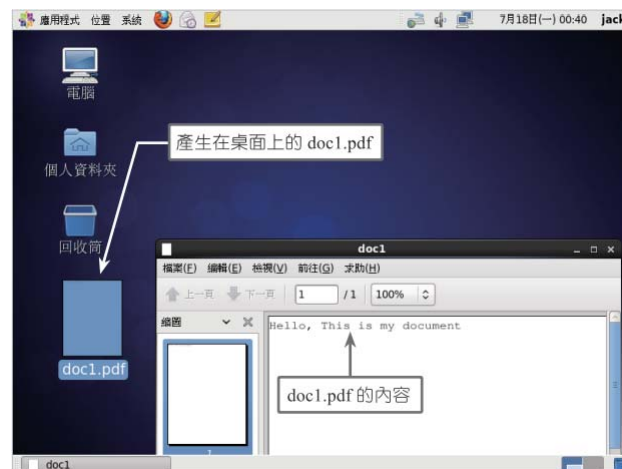 應用程式 位置 系統 7月18日(一) 00:40 jack
電腦
產生在桌面上的 doc1.pdf
個人資料夾
回收筒
doc1
檔案(F) 編輯(E) 檢視(V) 前往(G) 求助(H)
上一頁 下一頁 1 /1 100%
縮圖
Hello, This is my document
doc1.pdf
doc1.pdf 的內容
1
doc1